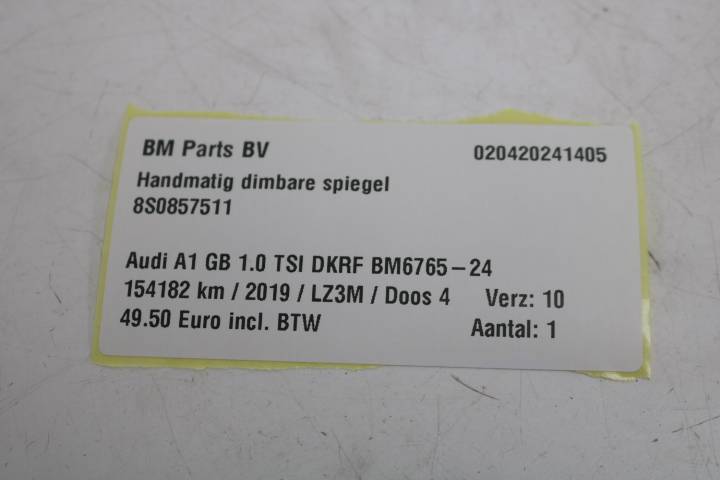 BM Parts BV 020420241405
Handmatig dimbare spiegel
8S0857511
Audi A1 GB 1.0 TSI DKRF BM6765-24
154182 km / 2019 / LZ3M / Doos 4 Verz: 10
49.50 Euro incl. BTW Aantal: 1